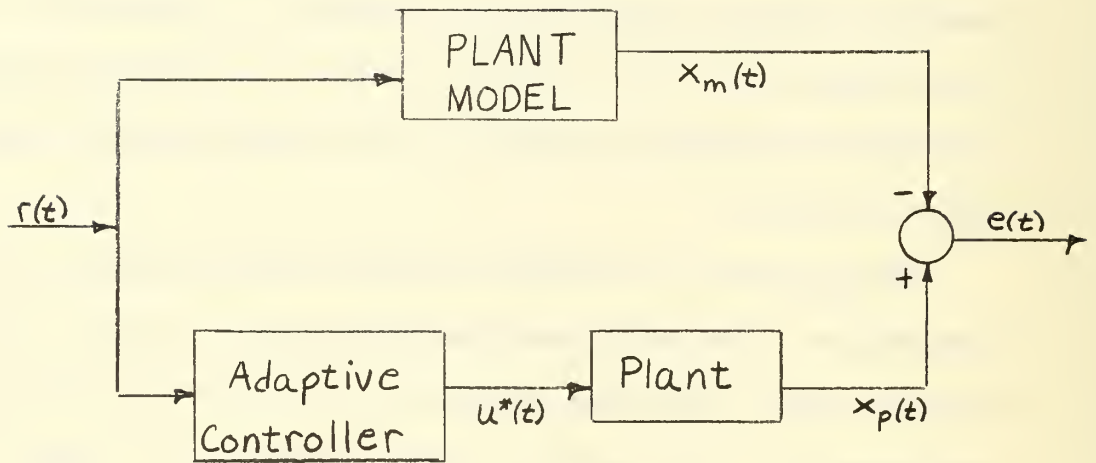 PLANT
MODEL
x_m(t)
r(t)
-
e(t)
+
Adaptive
Controller
u*(t)
Plant
x_p(t)